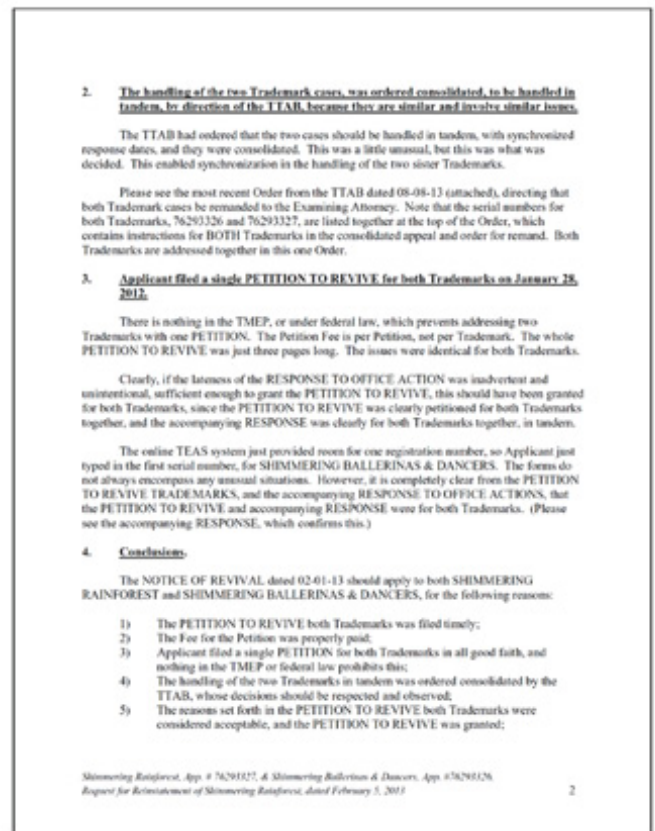 2. The handling of the two Trademark cases, was ordered consolidated, to be handled in
tandem, by direction of the TTAB, because they are similar and involve similar issues.
The TTAB had ordered that the two cases should be handled in tandem, with synchronized
response dates, and they were consolidated. This was a little unusual, but this was what was
decided. This enabled synchronization in the handling of the two sister Trademarks.
Please see the most recent Order from the TTAB dated 08-08-13 (attached), directing that
both Trademark cases be remanded to the Examining Attorney. Note that the serial numbers for
both Trademarks, 76293326 and 76293327, are listed together at the top of the Order, which
contains instructions for BOTH Trademarks in the consolidated appeal and order for remand. Both
Trademarks are addressed together in this one Order.
3. Applicant filed a single PETITION TO REVIVE for both Trademarks on January 28,
2012.
There is nothing in the TMEP, or under federal law, which prevents addressing two
Trademarks with one PETITION. The Petition Fee is per Petition, not per Trademark. The whole
PETITION TO REVIVE was just three pages long. The issues were identical for both Trademarks.
Clearly, if the lateness of the RESPONSE TO OFFICE ACTION was inadvertent and
unintentional, sufficient enough to grant the PETITION TO REVIVE, this should have been granted
for both Trademarks, since the PETITION TO REVIVE was clearly petitioned for both Trademarks
together, and the accompanying RESPONSE was clearly for both Trademarks together, in tandem.
The online TEAS system just provided room for one registration number, so Applicant just
typed in the first serial number, for SHIMMERING BALLERINAS & DANCERS. The forms do
not always encompass any unusual situations. However, it is completely clear from the PETITION
TO REVIVE TRADEMARKS, and the accompanying RESPONSE TO OFFICE ACTIONS, that
the PETITION TO REVIVE and accompanying RESPONSE were for both Trademarks. (Please
see the accompanying RESPONSE, which confirms this.)
4. Conclusions.
The NOTICE OF REVIVAL dated 02-01-13 should apply to both SHIMMERING
RAINFOREST and SHIMMERING BALLERINAS & DANCERS, for the following reasons:
1) The PETITION TO REVIVE both Trademarks was filed timely;
2) The Fee for the Petition was properly paid;
3) Applicant filed a single PETITION for both Trademarks in all good faith, and
nothing in the TMEP or federal law prohibits this;
4) The handling of the two Trademarks in tandem was ordered consolidated by the
TTAB, whose decisions should be respected and observed;
5) The reasons set forth in the PETITION TO REVIVE both Trademarks were
considered acceptable, and the PETITION TO REVIVE was granted;
Shimmering Rainforest, App. # 76293327, & Shimmering Ballerinas & Dancers, App. #76293326,
Request for Reinstatement of Shimmering Rainforest, dated February 5, 2013 2